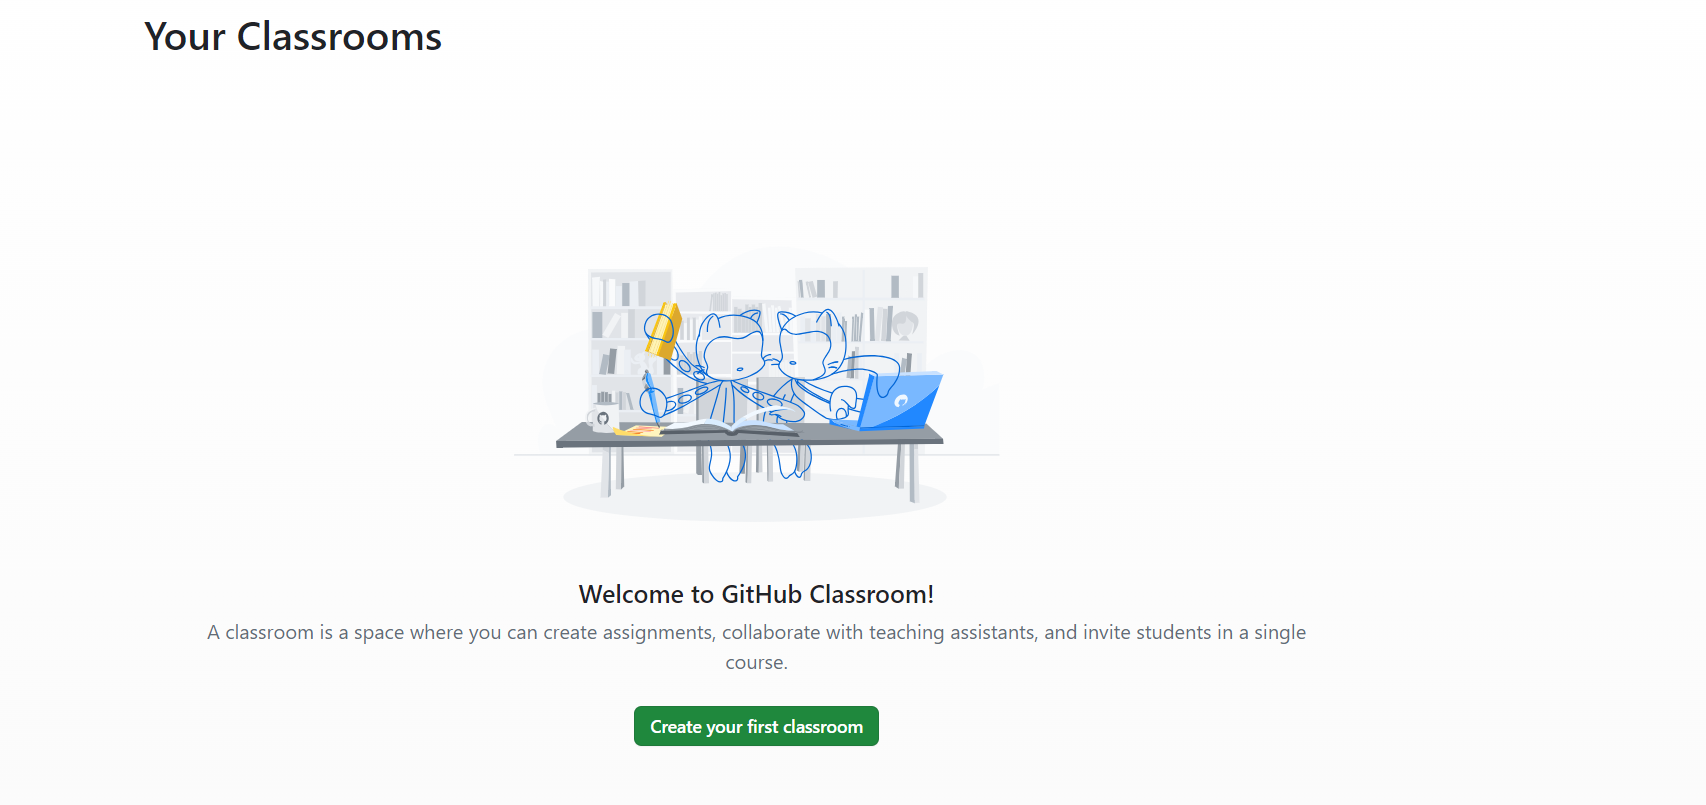 Your Classrooms
Welcome to GitHub Classroom!
A classroom is a space where you can create assignments, collaborate with teaching assistants, and invite students in a single
course.
Create your first classroom